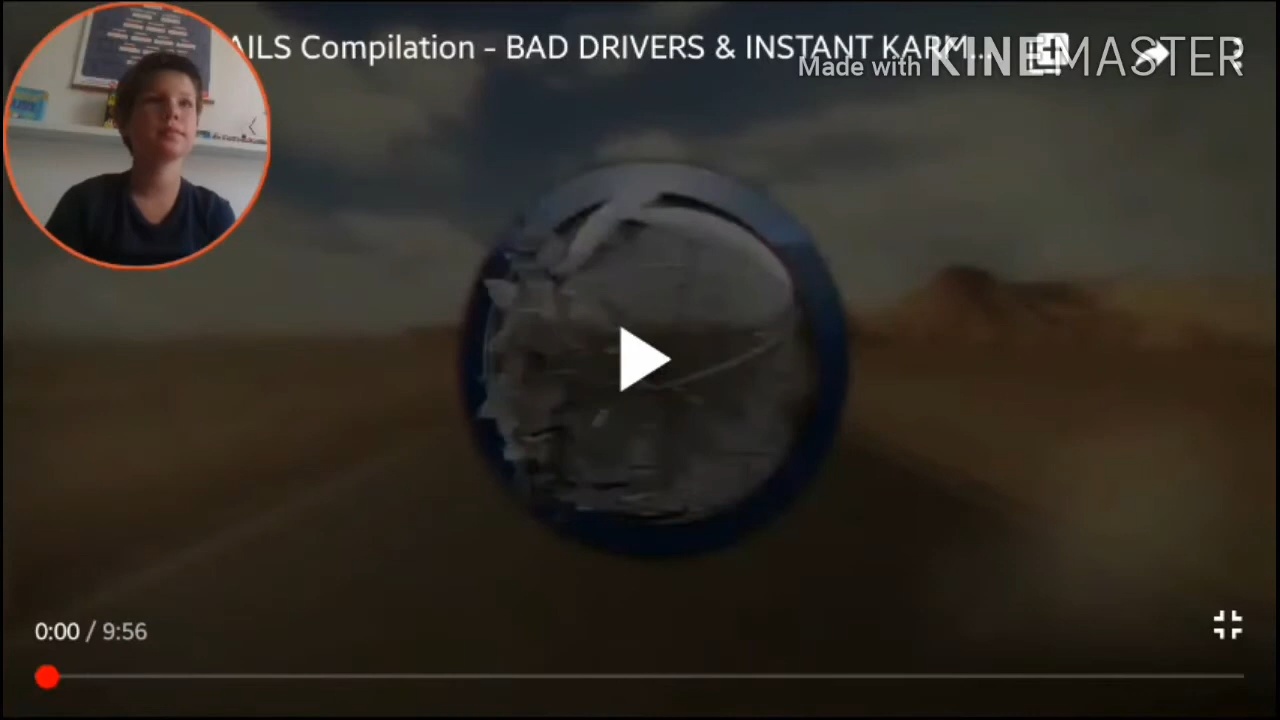 AILS Compilation - BAD DRIVERS & INSTANT KARM...
Made with KINEMASTER
0:00 / 9:56